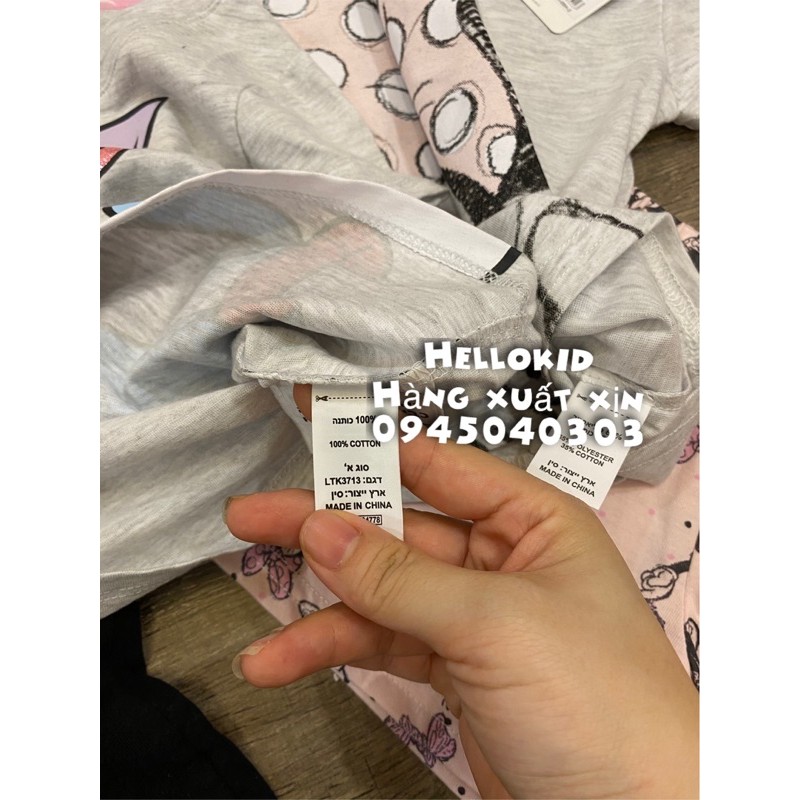 HELLOKID
HÀNG XUẤT XỊN
0945040303
100% כותנה
100% COTTON
סוג א'
דגם: LTK3713
ארץ ייצור: סין
MADE IN CHINA
4778
POLYESTER
35% COTTON
ארץ ייצור: סין
MADE IN CHINA